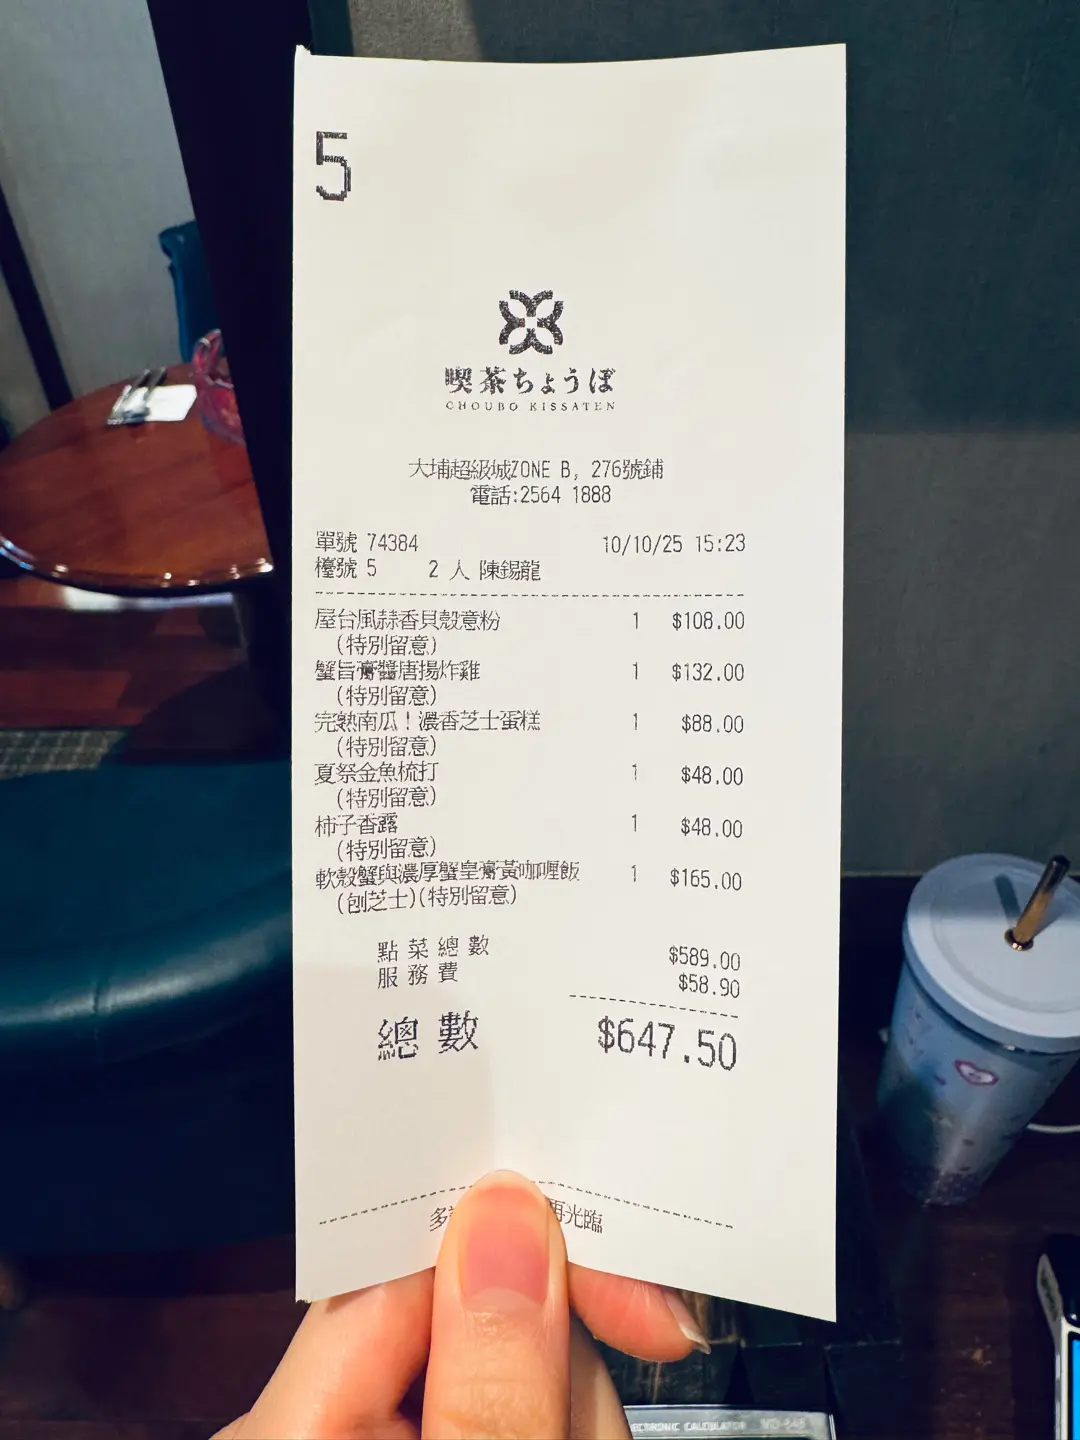 5
喫茶ちょうぼ
CHOUBO KISSATEN
大埔超級城ZONE B, 276號鋪
電話:2564 1888
單號 74384 10/10/25 15:23
檯號 5 2 人 陳錫龍
屋台風蒜香貝殼意粉 1 $108.00
(特別留意)
蟹旨膏醬唐揚炸雞 1 $132.00
(特別留意)
完熟南瓜！濃香芝士蛋糕 1 $88.00
(特別留意)
夏祭金魚梳打 1 $48.00
(特別留意)
柿子香露 1 $48.00
(特別留意)
軟殼蟹與濃厚蟹皇膏黃咖喱飯 1 $165.00
(刨芝士)(特別留意)
點菜總數 $589.00
服務費 $58.90
總數 $647.50
多 再光臨
ELECTRONIC CALCULATOR